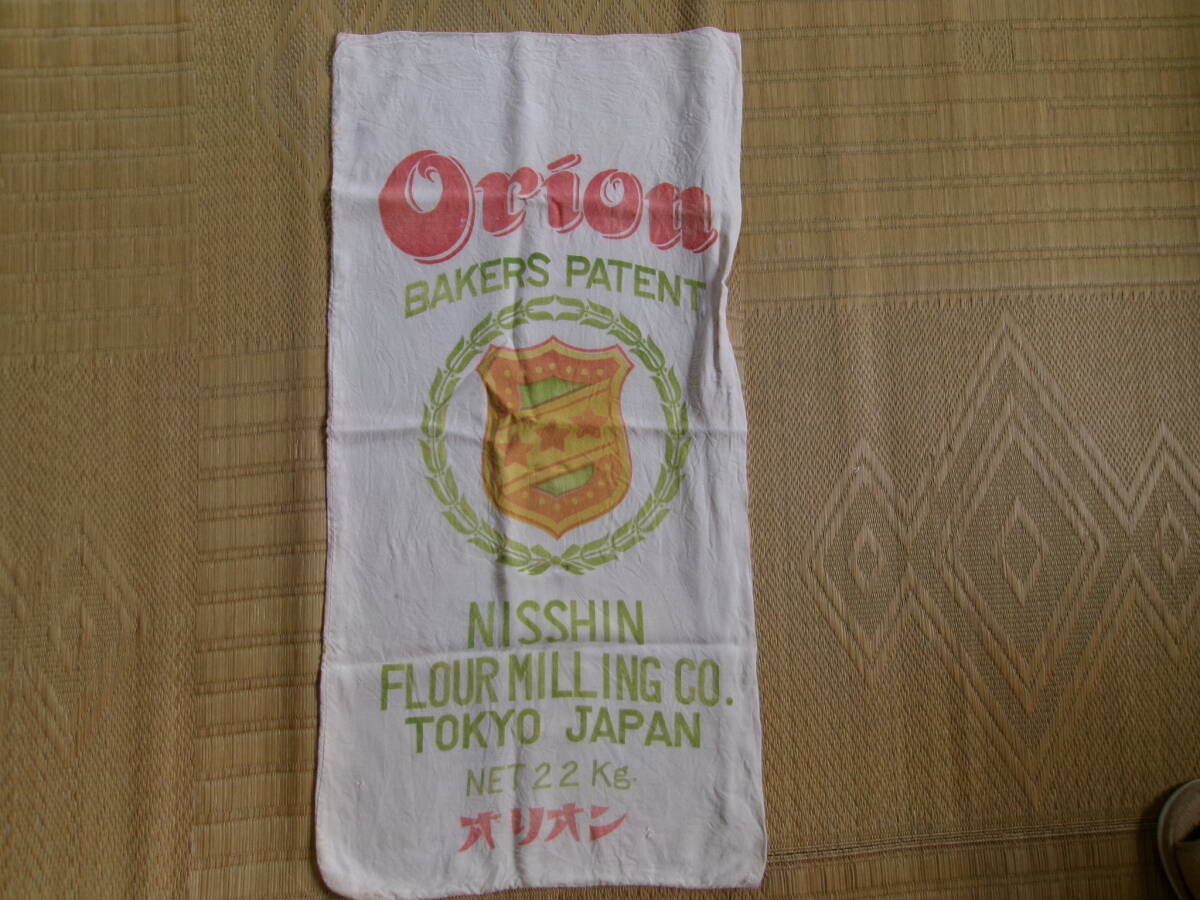 Orion
BAKERS PATENT
NISSHIN
FLOUR MILLING CO.
TOKYO JAPAN
NET 22 Kg.
オリオン